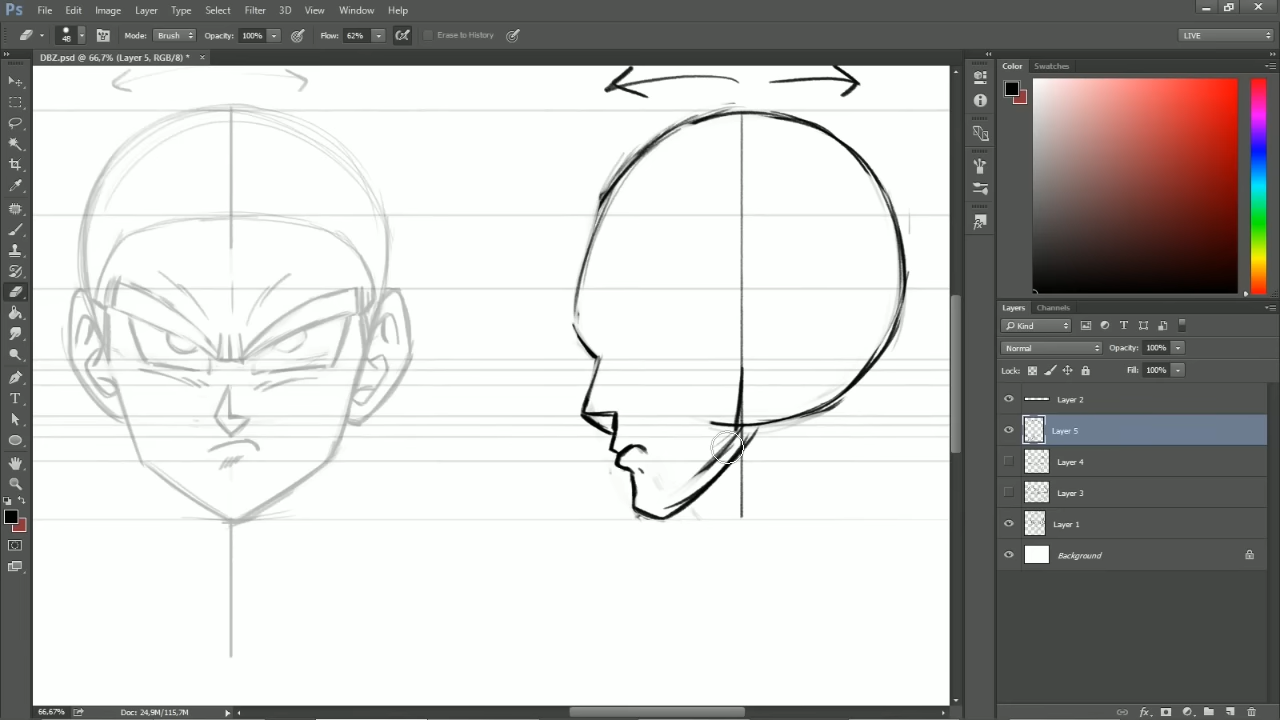 Ps File Edit Image Layer Type Select Filter 3D View Window Help
48 Mode: Brush Opacity: 100% Flow: 62% Erase to History LIVE
DBZ.psd @ 66,7% (Layer 5, RGB/8) * ×
Color Swatches
Layers Channels
Kind
Normal Opacity: 100%
Lock: Fill: 100%
Layer 2
Layer 5
Layer 4
Layer 3
Layer 1
Background
66,67% Doc: 24,9M/115,7M